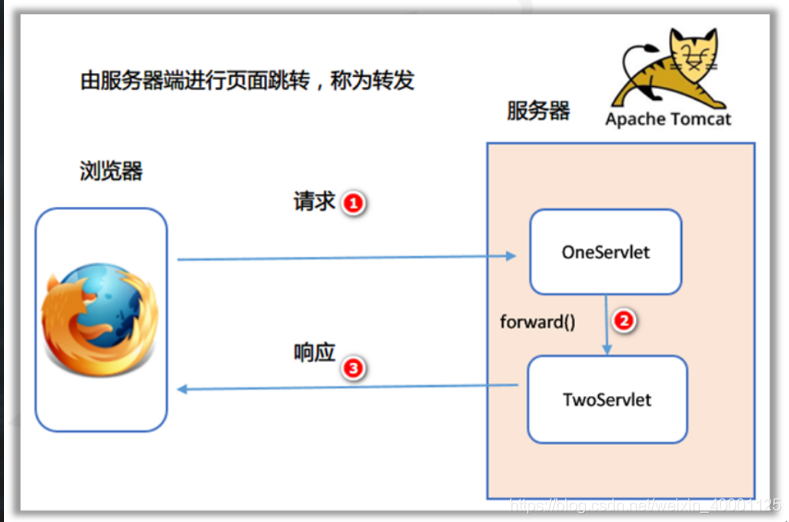 由服务器端进行页面跳转，称为转发
服务器
Apache Tomcat
浏览器
请求 1
OneServlet
forward() 2
响应
3
TwoServlet
https://blog.csdn.net/weixin_40001125